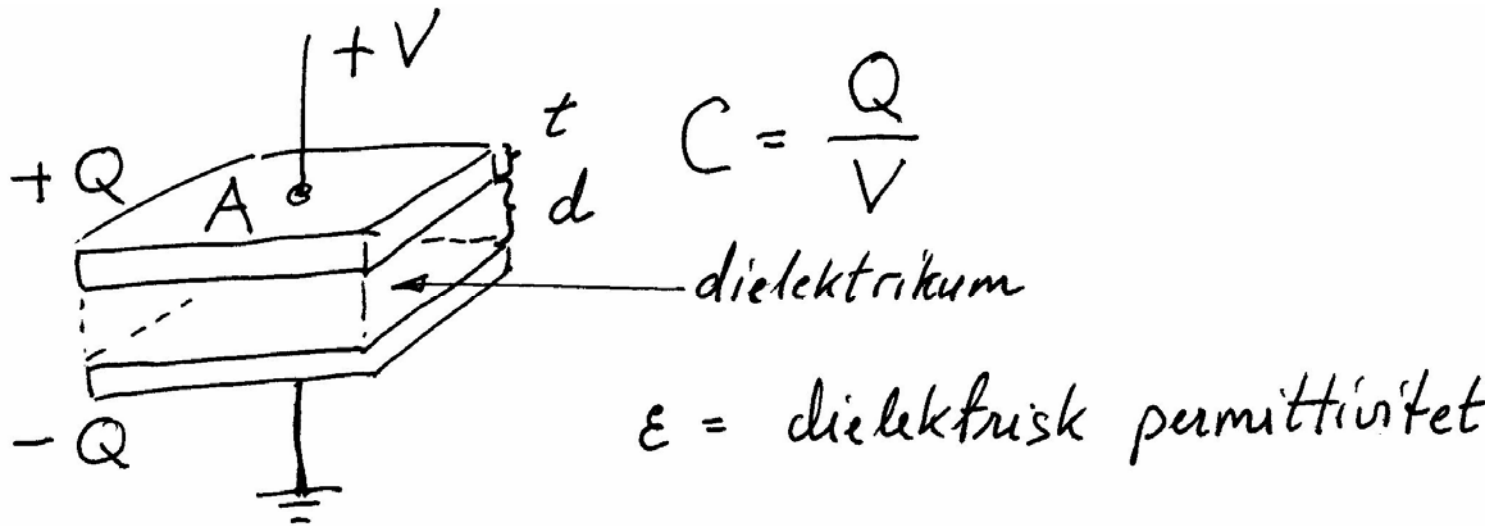 +V
t
C = Q/V
+Q
A
d
dielektrikum
ε = dielektrisk permittivitet
-Q